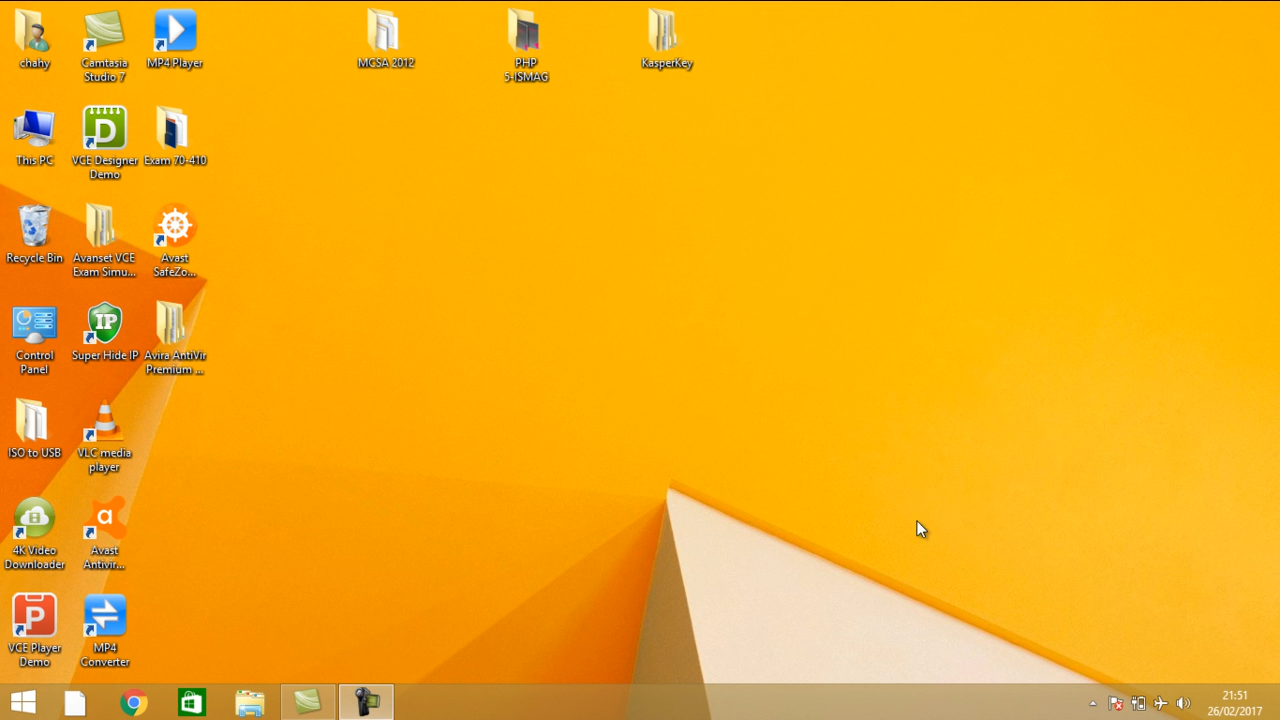 chahy
Camtasia
Studio 7
MP4 Player
MCSA 2012
PHP
5-ISMAG
KasperKey
This PC
VCE Designer
Demo
Exam 70-410
Recycle Bin
Avanset VCE
Exam Simu...
Avast
SafeZo...
Control
Panel
Super Hide IP
Avira AntiVir
Premium ...
ISO to USB
VLC media
player
4K Video
Downloader
Avast
Antivir...
VCE Player
Demo
MP4
Converter
21:51
26/02/2017